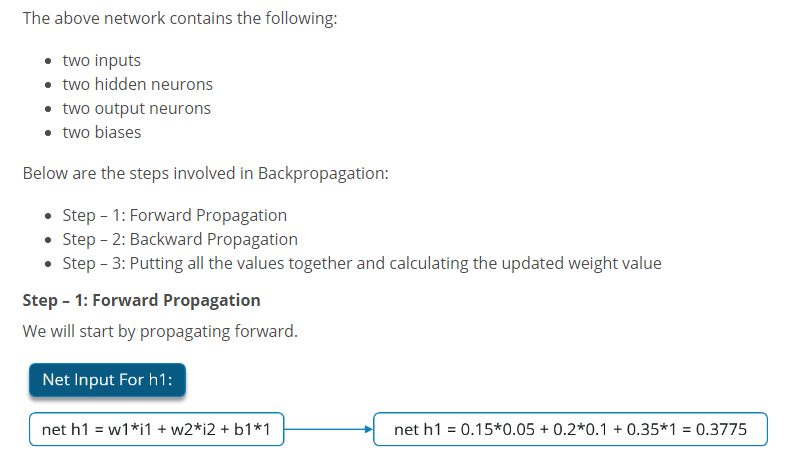 The above network contains the following:
• two inputs
• two hidden neurons
• two output neurons
• two biases
Below are the steps involved in Backpropagation:
• Step – 1: Forward Propagation
• Step – 2: Backward Propagation
• Step – 3: Putting all the values together and calculating the updated weight value
Step – 1: Forward Propagation
We will start by propagating forward.
Net Input For h1:
net h1 = w1*i1 + w2*i2 + b1*1
net h1 = 0.15*0.05 + 0.2*0.1 + 0.35*1 = 0.3775